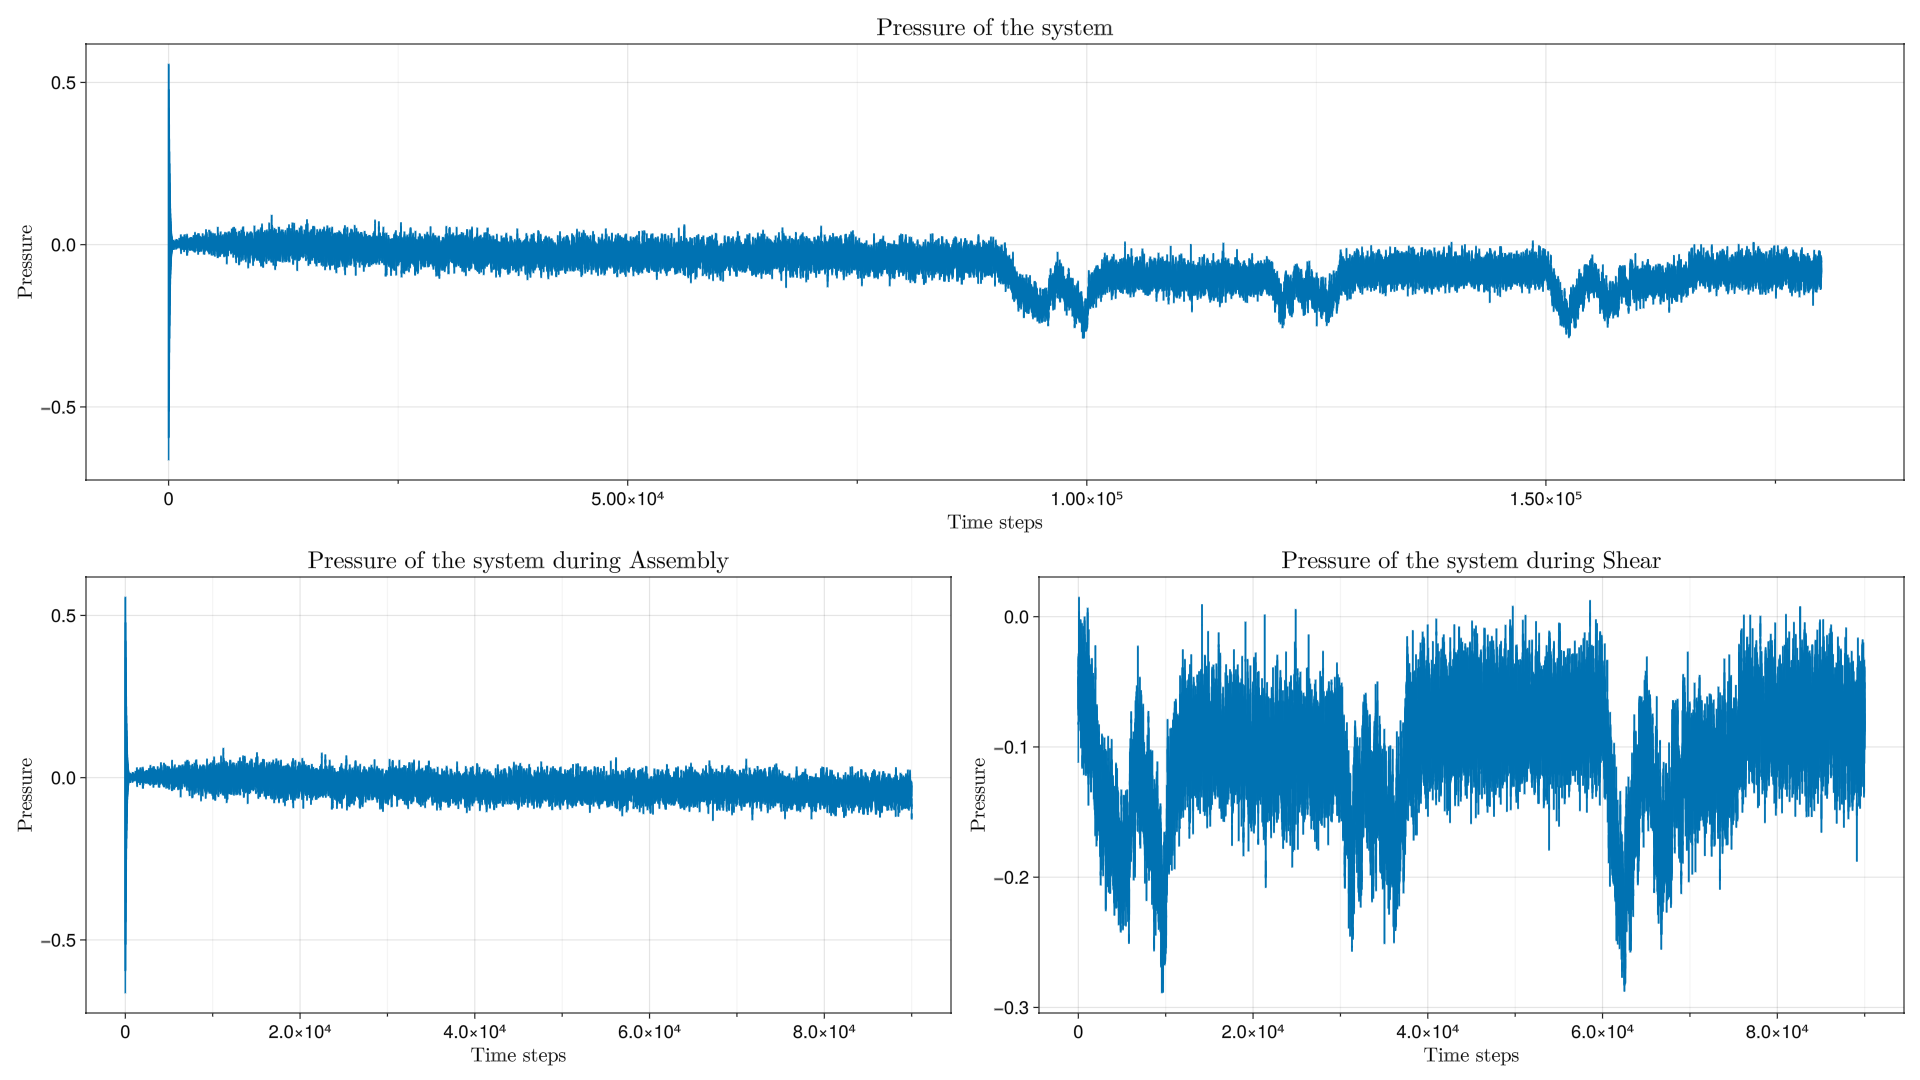 Pressure of the system
Pressure
0.5
0.0
−0.5
0
5.00×10⁴
1.00×10⁵
1.50×10⁵
Time steps
Pressure of the system during Assembly
Pressure
0.5
0.0
−0.5
0
2.0×10⁴
4.0×10⁴
6.0×10⁴
8.0×10⁴
Time steps
Pressure of the system during Shear
Pressure
0.0
−0.1
−0.2
−0.3
0
2.0×10⁴
4.0×10⁴
6.0×10⁴
8.0×10⁴
Time steps